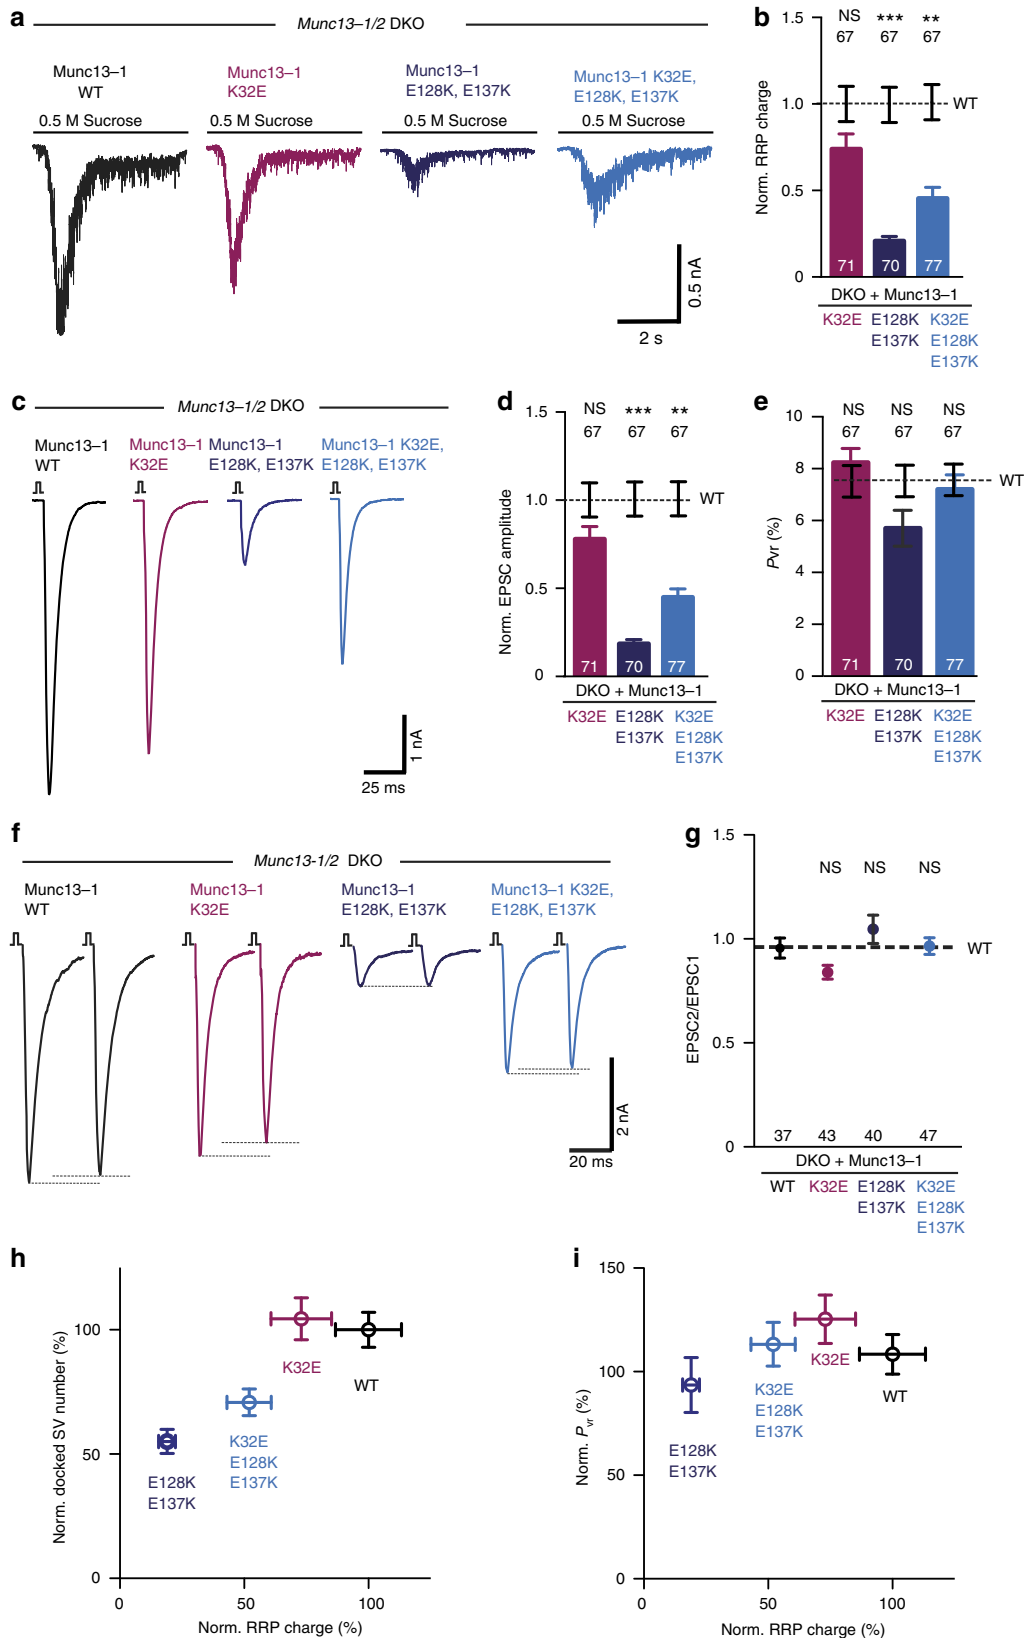 a
Munc13–1/2 DKO
Munc13–1
WT
Munc13–1
K32E
Munc13–1
E128K, E137K
Munc13–1 K32E,
E128K, E137K
0.5 M Sucrose
0.5 M Sucrose
0.5 M Sucrose
0.5 M Sucrose
0.5 nA
2 s
b
Norm. RRP charge
1.5
1.0
0.5
0
NS *** **
67 67 67
WT
71 70 77
DKO + Munc13–1
K32E E128K K32E
E137K E128K
E137K
c
Munc13–1/2 DKO
Munc13–1
WT
Munc13–1
K32E
Munc13–1
E128K, E137K
Munc13–1 K32E,
E128K, E137K
1 nA
25 ms
d
Norm. EPSC amplitude
1.5
1.0
0.5
0
NS *** **
67 67 67
WT
71 70 77
DKO + Munc13–1
K32E E128K K32E
E137K E128K
E137K
e
Pvr (%)
10
8
6
4
2
0
NS NS NS
67 67 67
WT
71 70 77
DKO + Munc13–1
K32E E128K K32E
E137K E128K
E137K
f
Munc13-1/2 DKO
Munc13–1
WT
Munc13–1
K32E
Munc13–1
E128K, E137K
Munc13–1 K32E,
E128K, E137K
2 nA
20 ms
g
EPSC2/EPSC1
1.5
1.0
0.5
0
NS NS NS
WT
37 43 40 47
DKO + Munc13–1
WT K32E E128K K32E
E137K E128K
E137K
h
Norm. docked SV number (%)
100
50
0
K32E
WT
K32E
E128K
E137K
E128K
E137K
0 50 100
Norm. RRP charge (%)
i
Norm. Pvr (%)
150
100
50
0
K32E
WT
K32E
E128K
E137K
E128K
E137K
0 50 100
Norm. RRP charge (%)